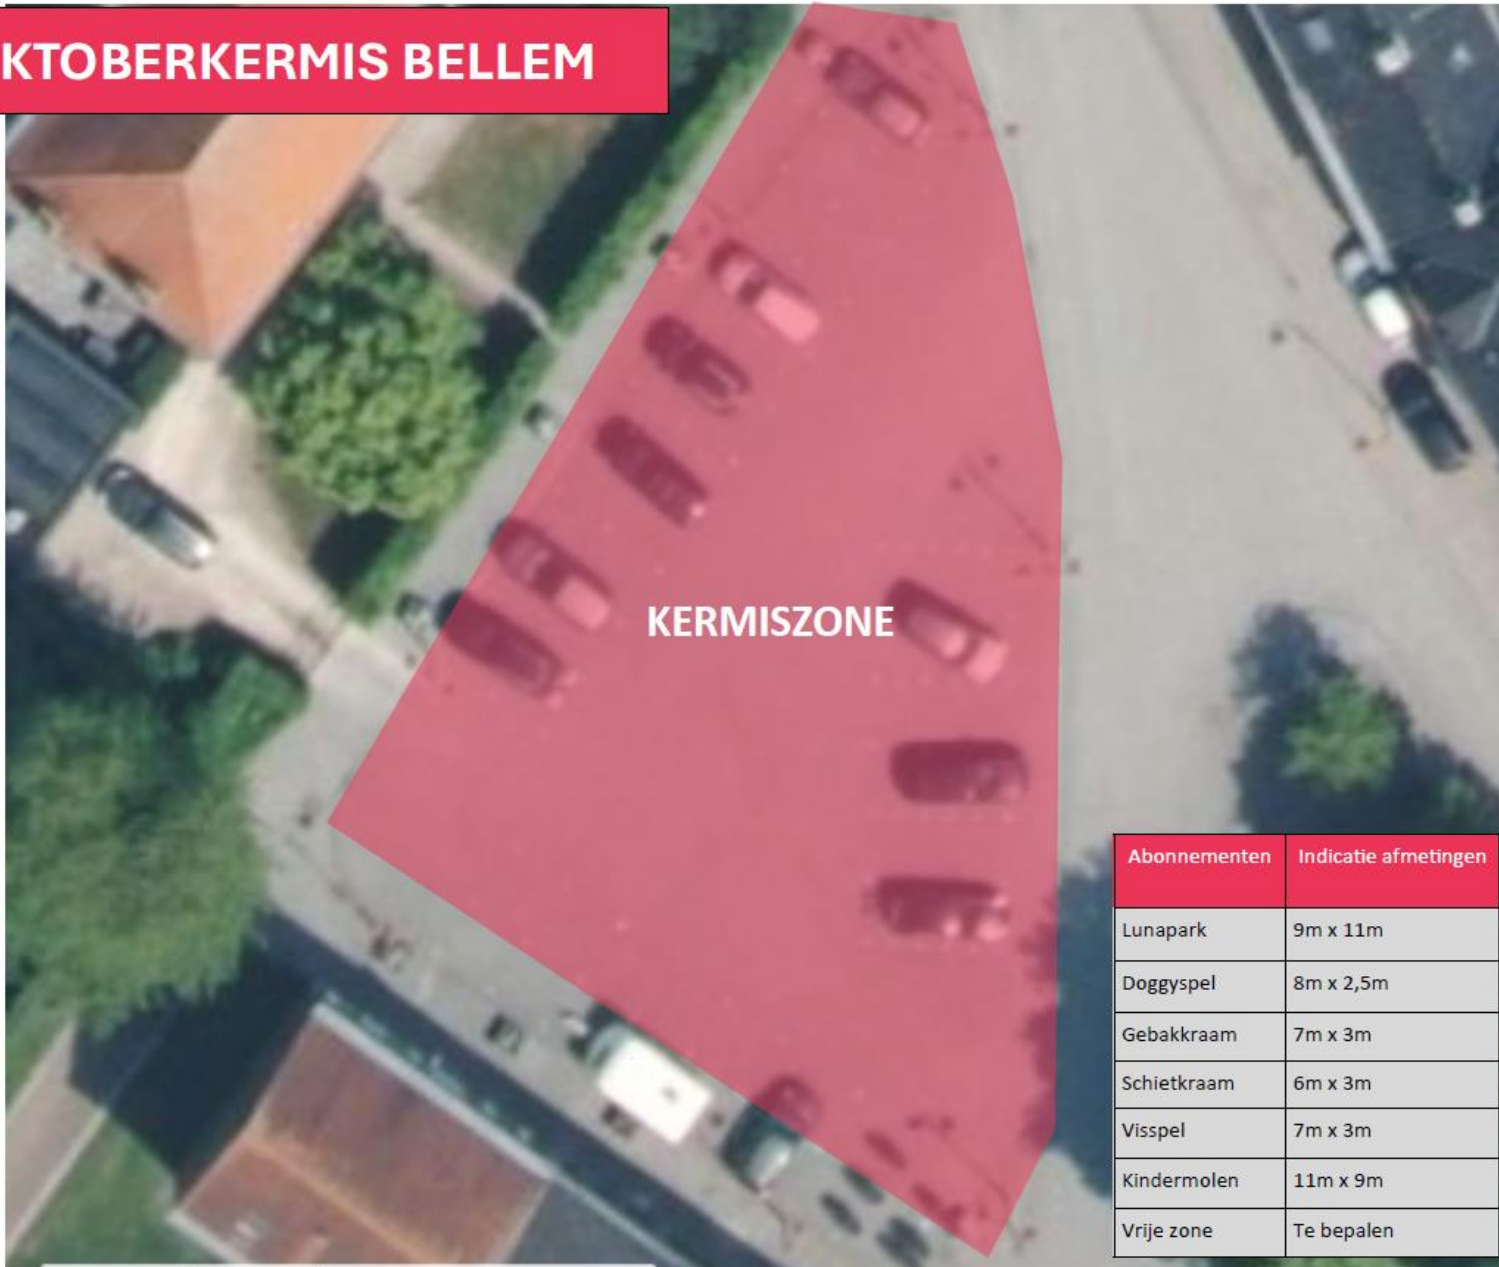 KTOBERKERMIS BELLEM
KERMISZONE
Abonnementen Indicatie afmetingen
Lunapark 9m x 11m
Doggyspel 8m x 2,5m
Gebakkraam 7m x 3m
Schietkraam 6m x 3m
Visspel 7m x 3m
Kindermolen 11m x 9m
Vrije zone Te bepalen